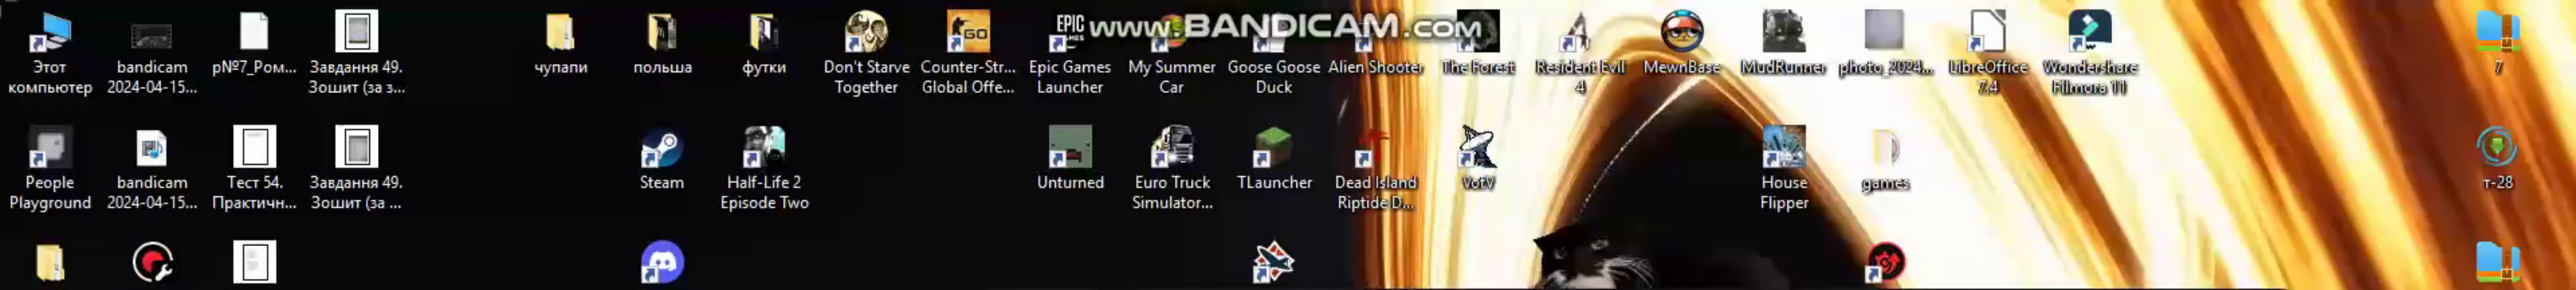 www.BANDICAM.com
EPIC
GAMES
GO
Этот
компьютер
bandicam
2024-04-15...
р№7_Ром...
Завдання 49.
Зошит (за з...
чупапи
польша
футки
Don't Starve
Together
Counter-Str...
Global Offe...
Epic Games
Launcher
My Summer
Car
Goose Goose
Duck
Alien Shooter
The Forest
Resident Evil
4
MewnBase
MudRunner
photo_2024...
LibreOffice
7.4
Wondershare
Filmora 11
7
People
Playground
bandicam
2024-04-15...
Тест 54.
Практичн...
Завдання 49.
Зошит (за ...
Steam
Half-Life 2
Episode Two
Unturned
Euro Truck
Simulator...
TLauncher
Dead Island
Riptide D...
VotV
House
Flipper
games
т-28